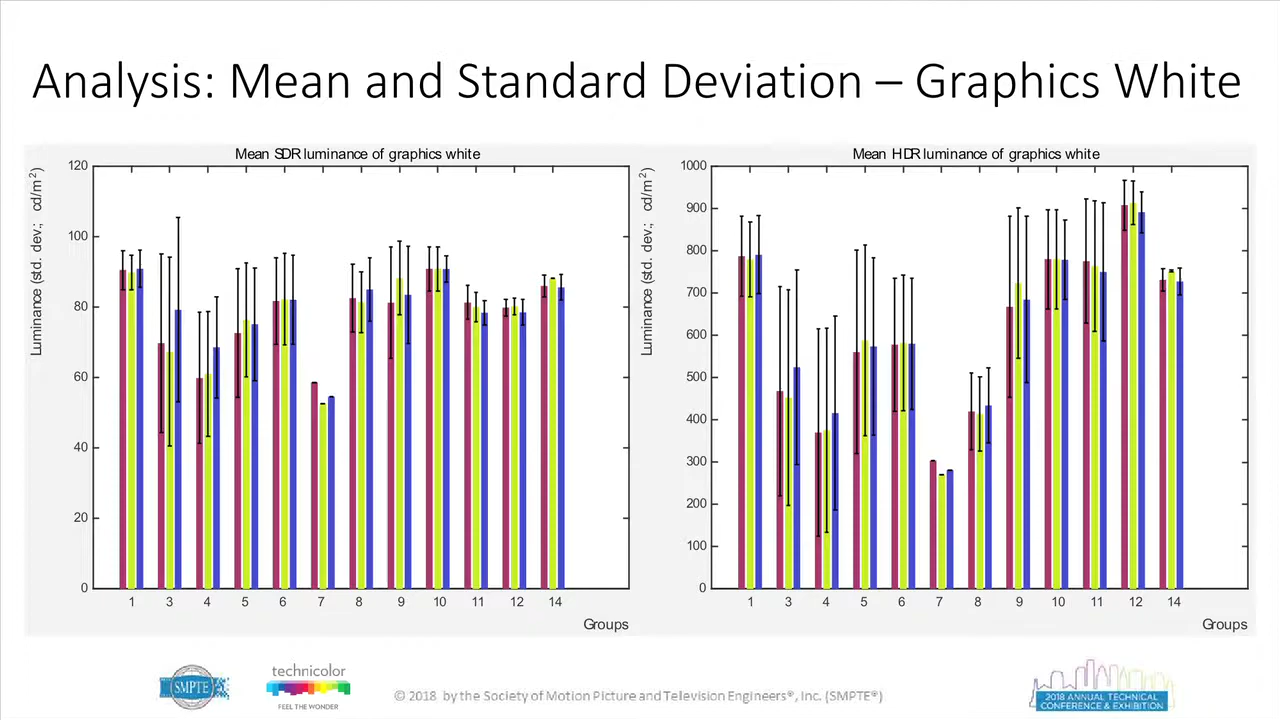 Analysis: Mean and Standard Deviation – Graphics White
Mean SDR luminance of graphics white
Luminance (std. dev.; cd/m²)
120
100
80
60
40
20
0
1 3 4 5 6 7 8 9 10 11 12 14
Groups
Mean HDR luminance of graphics white
Luminance (std. dev.; cd/m²)
1000
900
800
700
600
500
400
300
200
100
0
1 3 4 5 6 7 8 9 10 11 12 14
Groups
SMPTE
technicolor
FEEL THE WONDER
© 2018 by the Society of Motion Picture and Television Engineers®, Inc. (SMPTE®)
2018 ANNUAL TECHNICAL
CONFERENCE & EXHIBITION